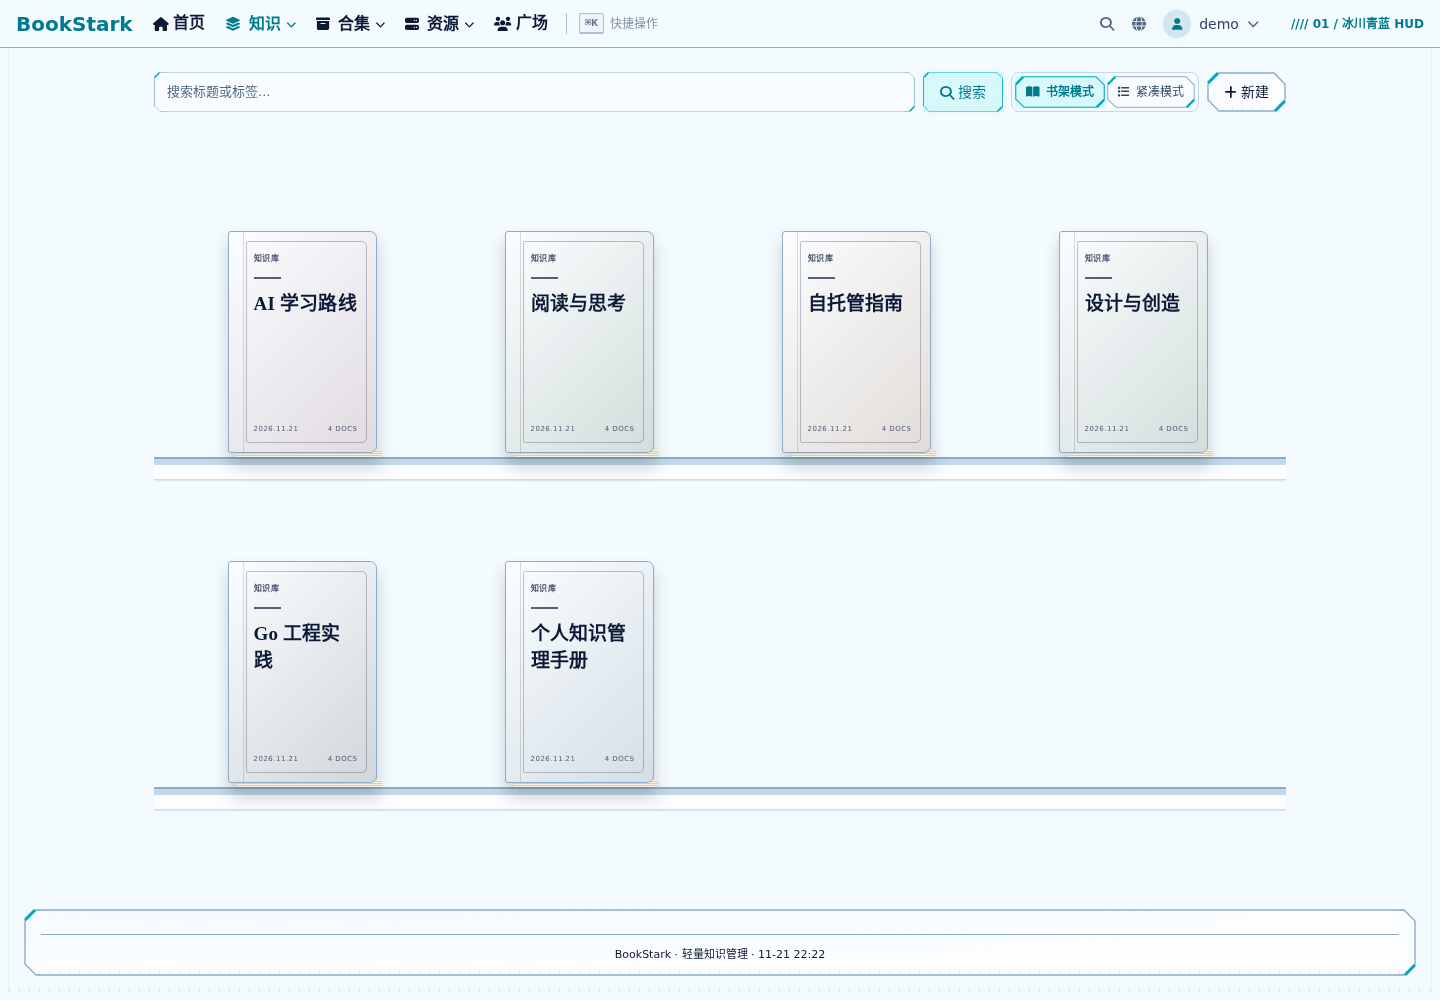 BookStark 首页 知识 合集 资源 广场 ⌘K 快捷操作 demo //// 01 / 冰川青蓝 HUD
搜索标题或标签... 搜索 书架模式 紧凑模式 新建
知识库
AI 学习路线
2026.11.21 4 DOCS
知识库
阅读与思考
2026.11.21 4 DOCS
知识库
自托管指南
2026.11.21 4 DOCS
知识库
设计与创造
2026.11.21 4 DOCS
知识库
Go 工程实
践
2026.11.21 4 DOCS
知识库
个人知识管
理手册
2026.11.21 4 DOCS
BookStark · 轻量知识管理 · 11-21 22:22